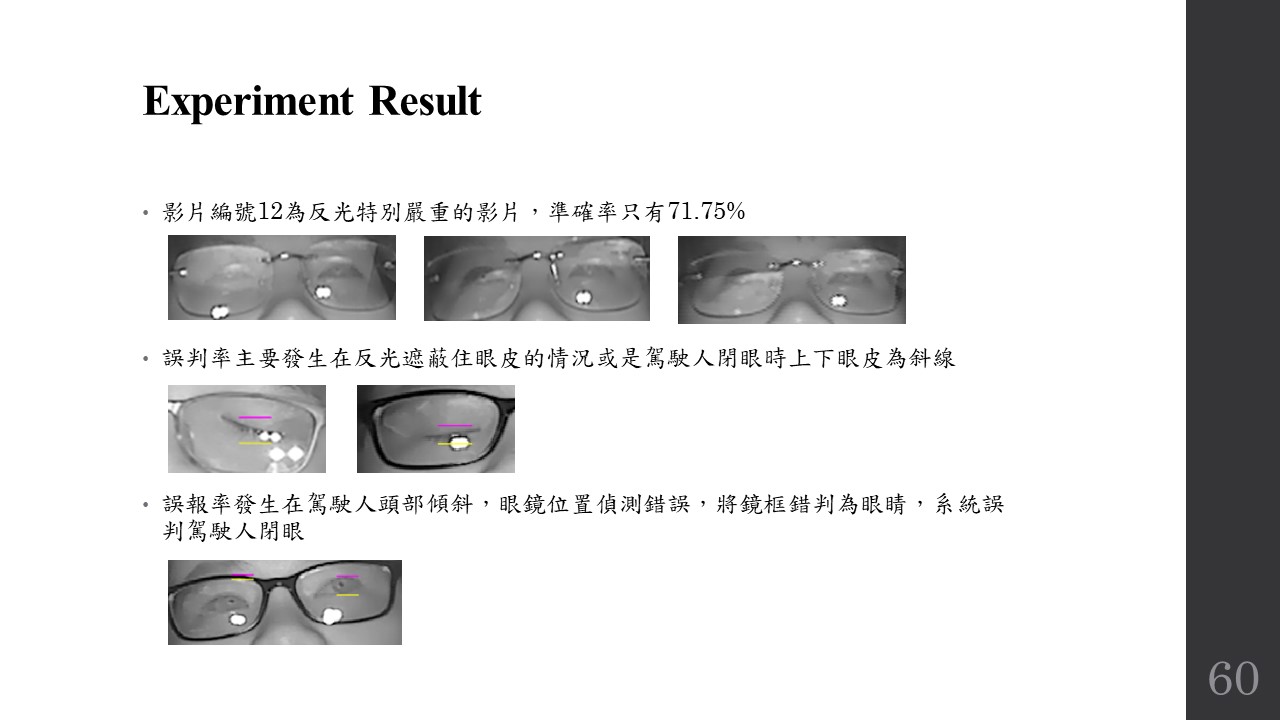 Experiment Result
• 影片編號12為反光特別嚴重的影片，準確率只有71.75%
• 誤判率主要發生在反光遮蔽住眼皮的情況或是駕駛人閉眼時上下眼皮為斜線
• 誤報率發生在駕駛人頭部傾斜，眼鏡位置偵測錯誤，將鏡框錯判為眼睛，系統誤
判駕駛人閉眼
60